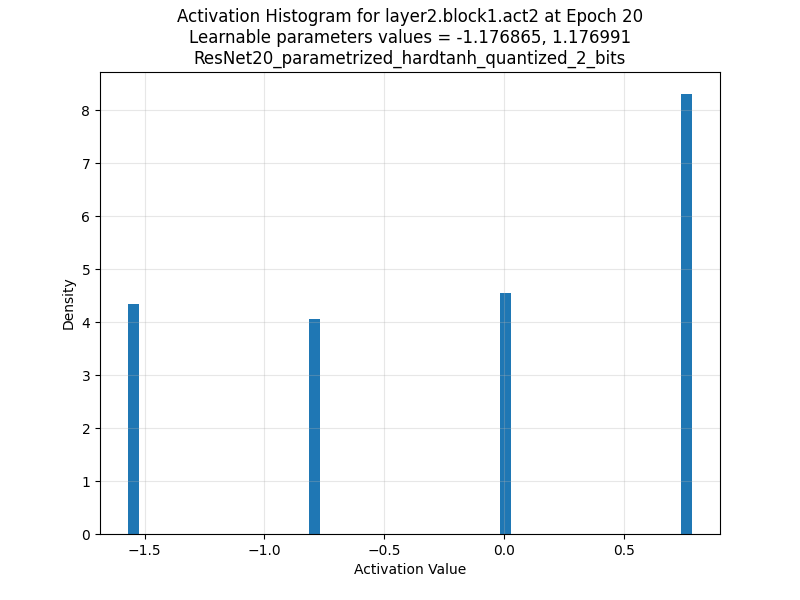 Activation Histogram for layer2.block1.act2 at Epoch 20
Learnable parameters values = -1.176865, 1.176991
ResNet20_parametrized_hardtanh_quantized_2_bits
8
7
6
5
4
3
2
1
0
Density
−1.5
−1.0
−0.5
0.0
0.5
Activation Value